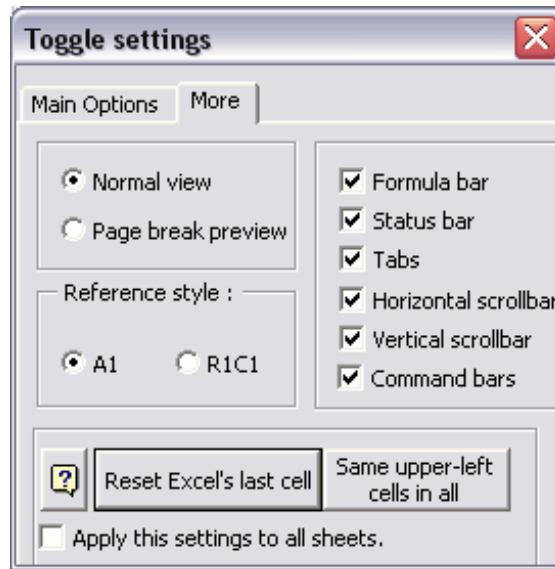 Toggle settings
Main Options More
Normal view
Page break preview
Reference style :
A1 R1C1
Formula bar
Status bar
Tabs
Horizontal scrollbar
Vertical scrollbar
Command bars
? Reset Excel's last cell
Same upper-left
cells in all
Apply this settings to all sheets.